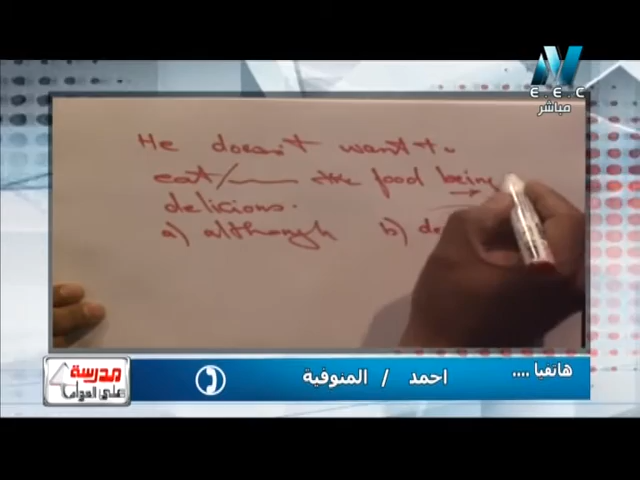 E.E.C
مباشر
He doesn't want to
eat/ the food being
delicious.
a) although b) de
هاتفيا ....
احمد / المنوفية
مدرسة
على الهواء